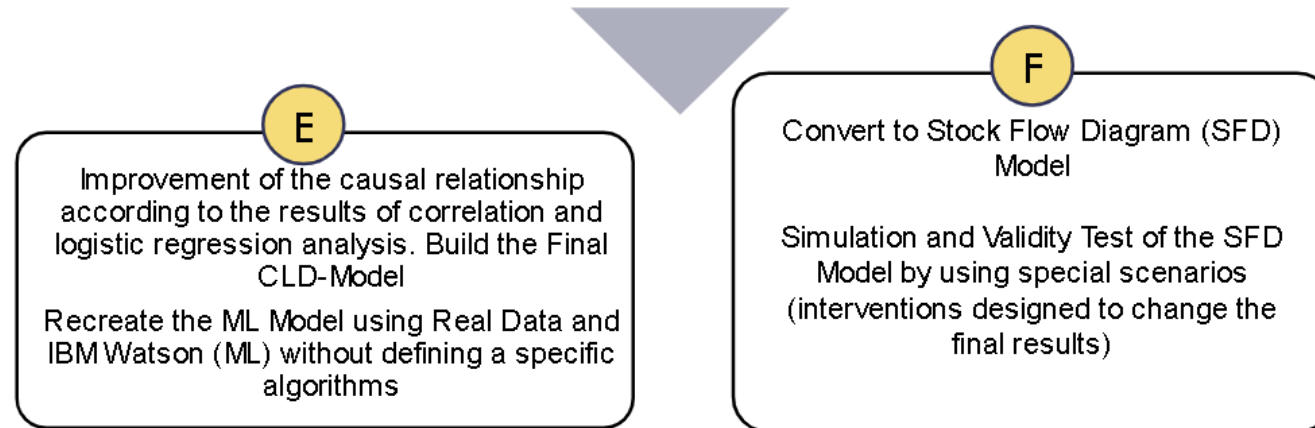 E
Improvement of the causal relationship
according to the results of correlation and
logistic regression analysis. Build the Final
CLD-Model
Recreate the ML Model using Real Data and
IBM Watson (ML) without defining a specific
algorithms
F
Convert to Stock Flow Diagram (SFD)
Model
Simulation and Validity Test of the SFD
Model by using special scenarios
(interventions designed to change the
final results)